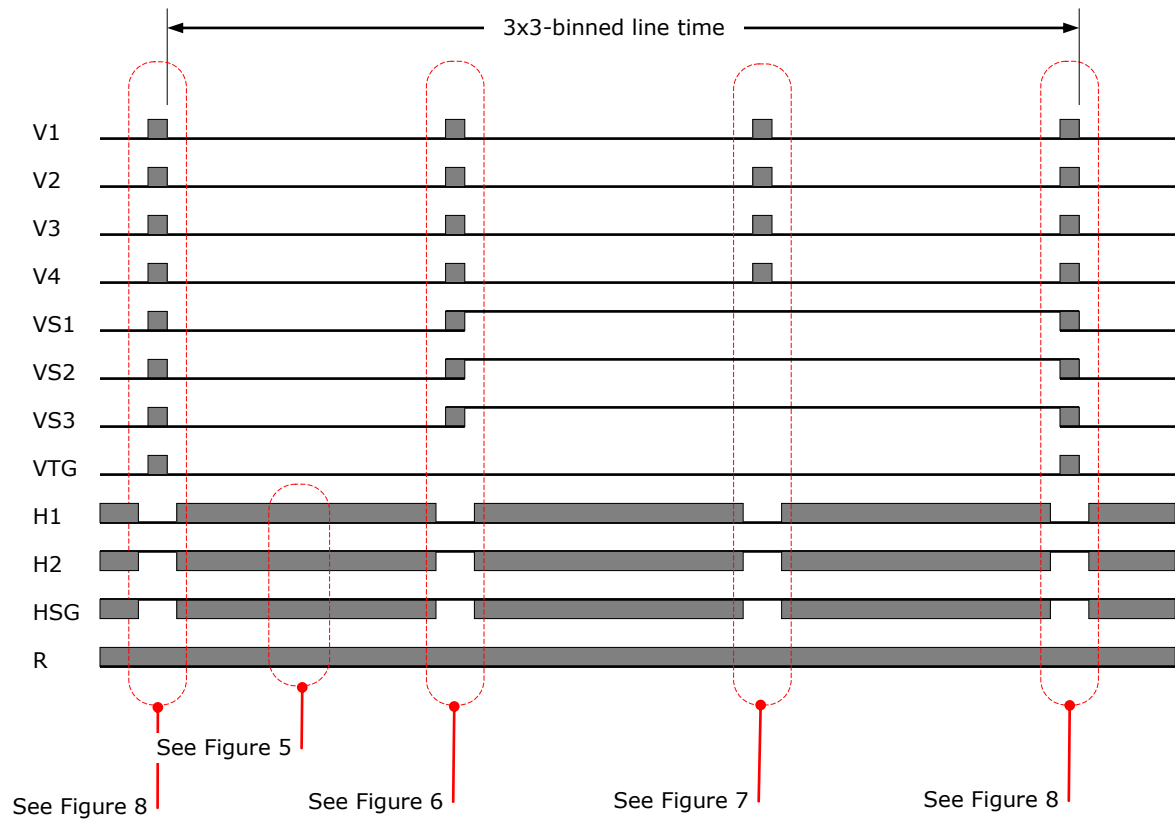 3x3-binned line time
V1
V2
V3
V4
VS1
VS2
VS3
VTG
H1
H2
HSG
R
See Figure 5
See Figure 8
See Figure 6
See Figure 7
See Figure 8